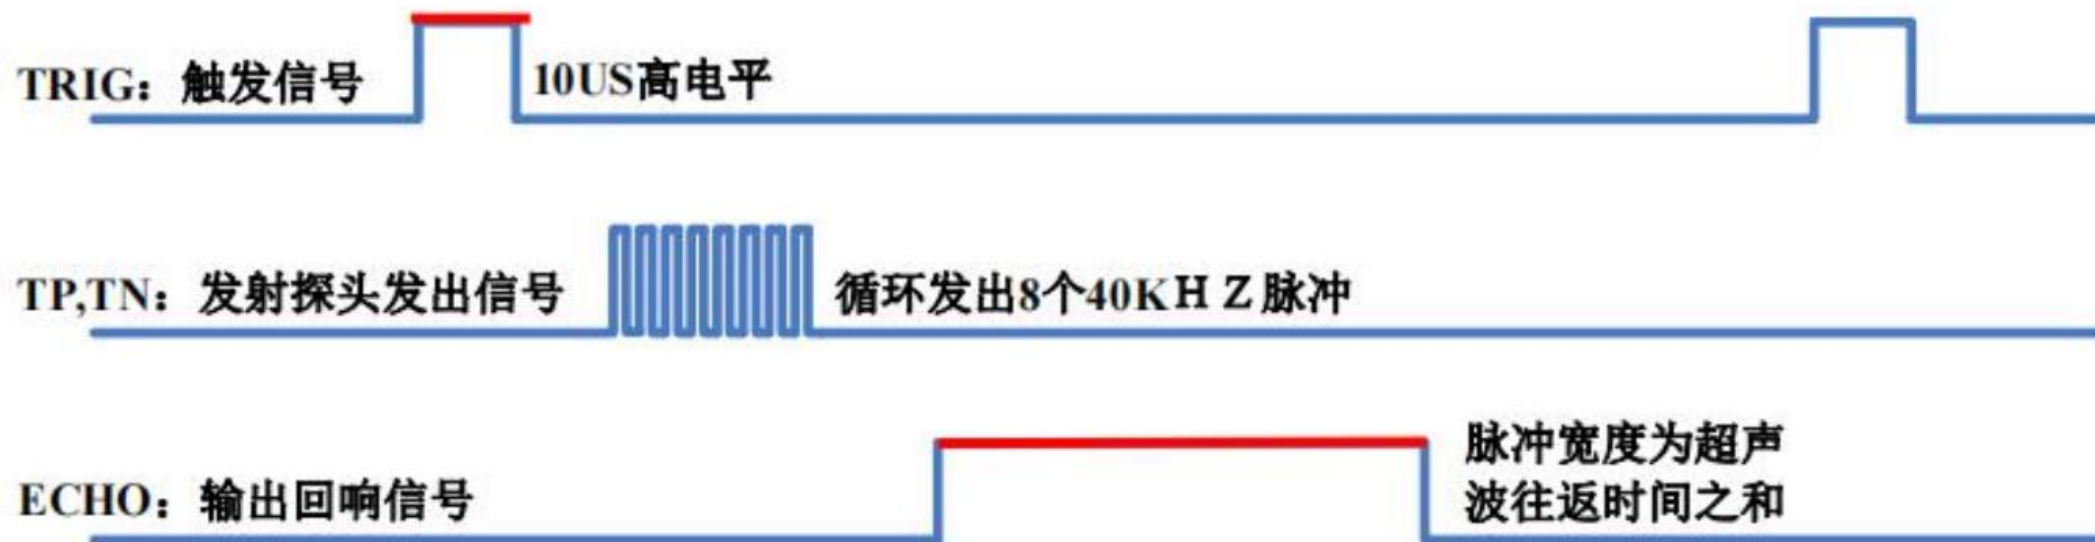 TRIG：触发信号
10US高电平
TP,TN：发射探头发出信号
循环发出8个40KＨＺ脉冲
ECHO：输出回响信号
脉冲宽度为超声
波往返时间之和